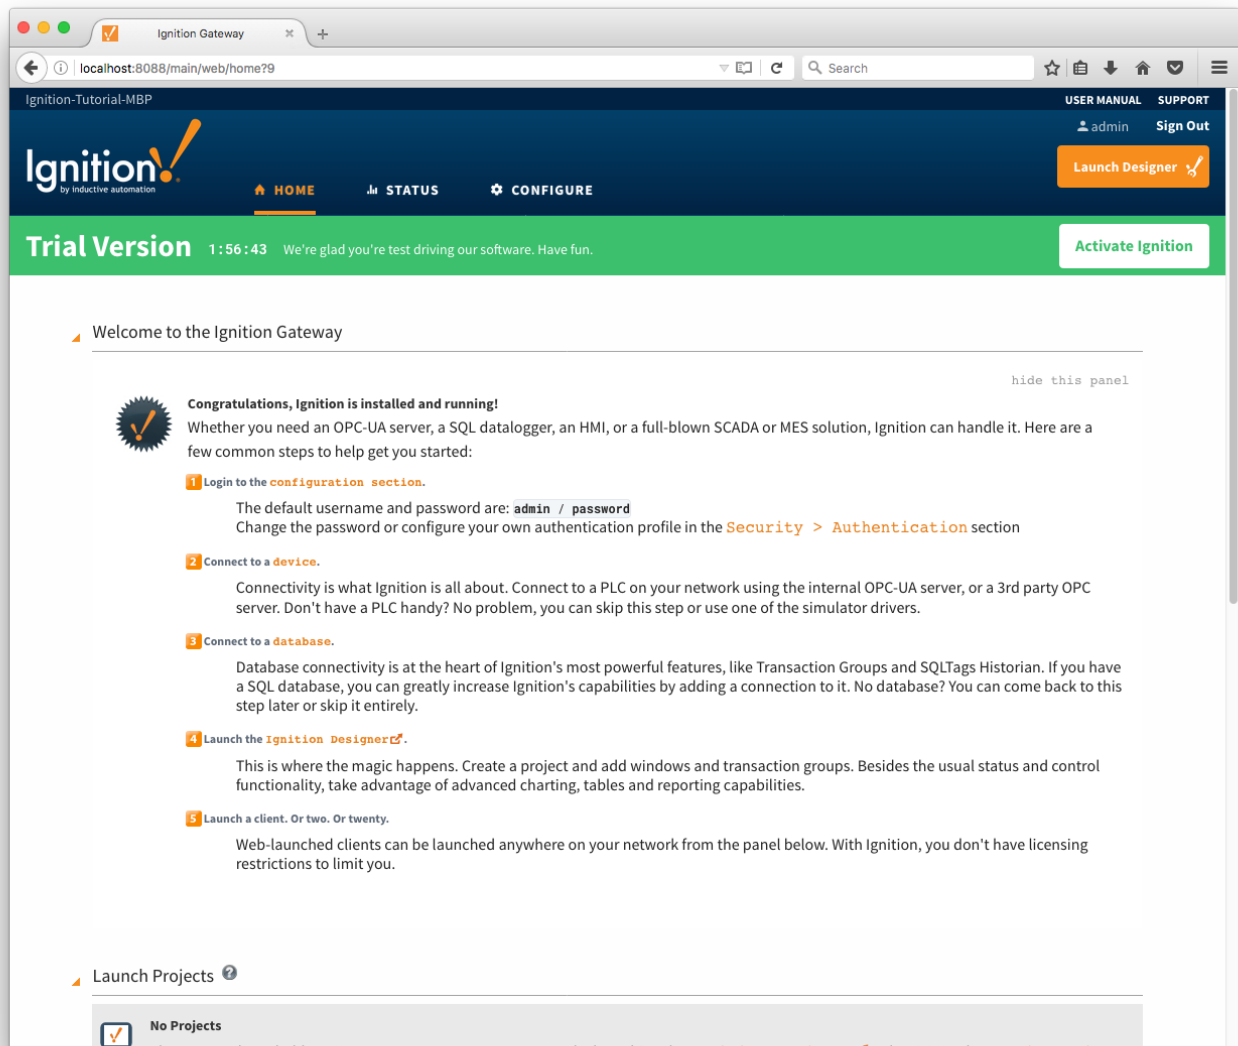 Ignition Gateway
localhost:8088/main/web/home?9
Search
Ignition-Tutorial-MBP
USER MANUAL SUPPORT
admin Sign Out
Ignition!
by inductive automation
Launch Designer
HOME STATUS CONFIGURE
Trial Version 1:56:43 We're glad you're test driving our software. Have fun.
Activate Ignition
Welcome to the Ignition Gateway
hide this panel
Congratulations, Ignition is installed and running!
Whether you need an OPC-UA server, a SQL datalogger, an HMI, or a full-blown SCADA or MES solution, Ignition can handle it. Here are a
few common steps to help get you started:
1 Login to the configuration section.
The default username and password are: admin / password
Change the password or configure your own authentication profile in the Security > Authentication section
2 Connect to a device.
Connectivity is what Ignition is all about. Connect to a PLC on your network using the internal OPC-UA server, or a 3rd party OPC
server. Don't have a PLC handy? No problem, you can skip this step or use one of the simulator drivers.
3 Connect to a database.
Database connectivity is at the heart of Ignition's most powerful features, like Transaction Groups and SQLTags Historian. If you have
a SQL database, you can greatly increase Ignition's capabilities by adding a connection to it. No database? You can come back to this
step later or skip it entirely.
4 Launch the Ignition Designer.
This is where the magic happens. Create a project and add windows and transaction groups. Besides the usual status and control
functionality, take advantage of advanced charting, tables and reporting capabilities.
5 Launch a client. Or two. Or twenty.
Web-launched clients can be launched anywhere on your network from the panel below. With Ignition, you don't have licensing
restrictions to limit you.
Launch Projects
No Projects